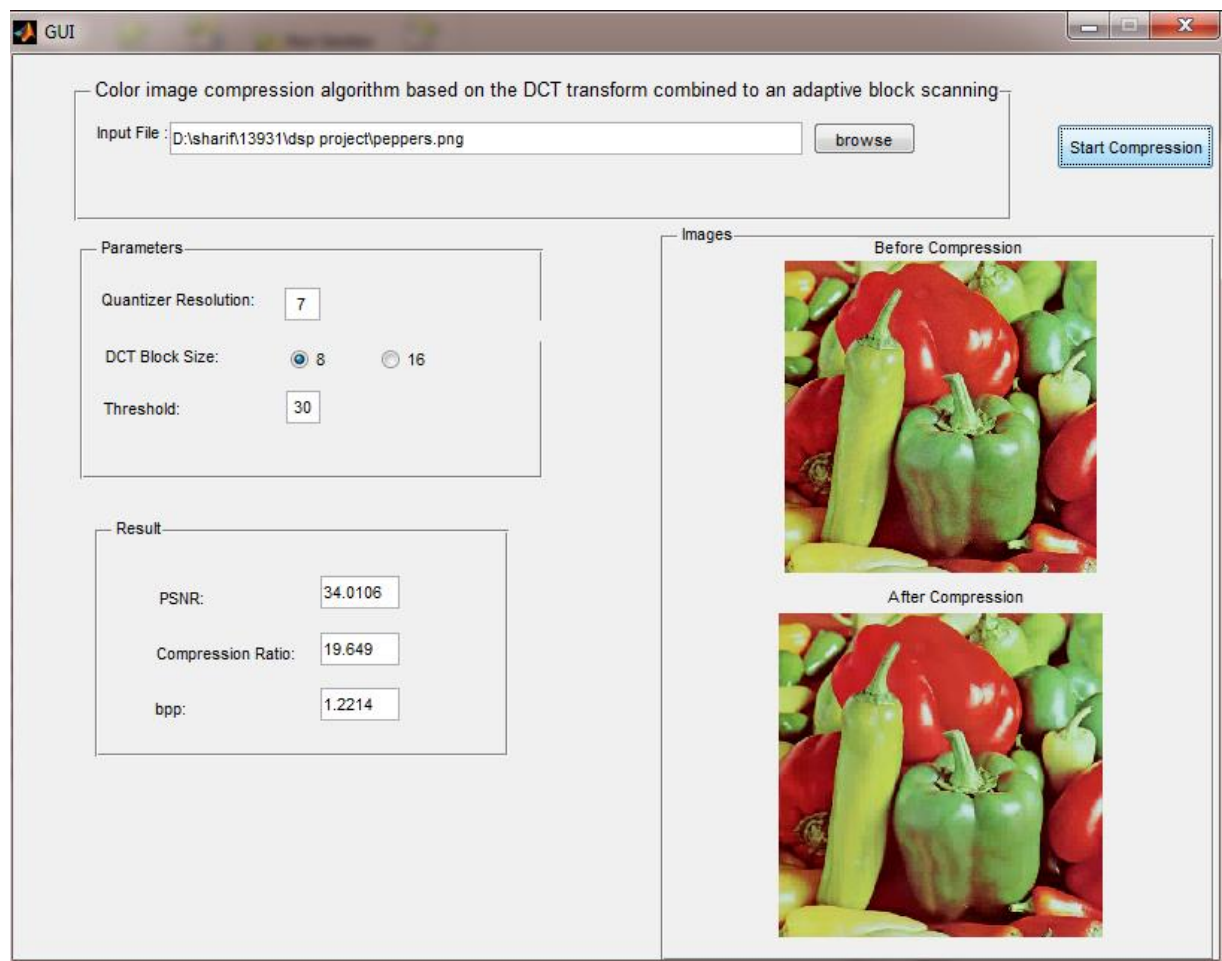 GUI
Color image compression algorithm based on the DCT transform combined to an adaptive block scanning
Input File : D:\sharif\13931\dsp project\peppers.png browse
Start Compression
Parameters
Quantizer Resolution: 7
DCT Block Size: 8 16
Threshold: 30
Result
PSNR: 34.0106
Compression Ratio: 19.649
bpp: 1.2214
Images
Before Compression
After Compression